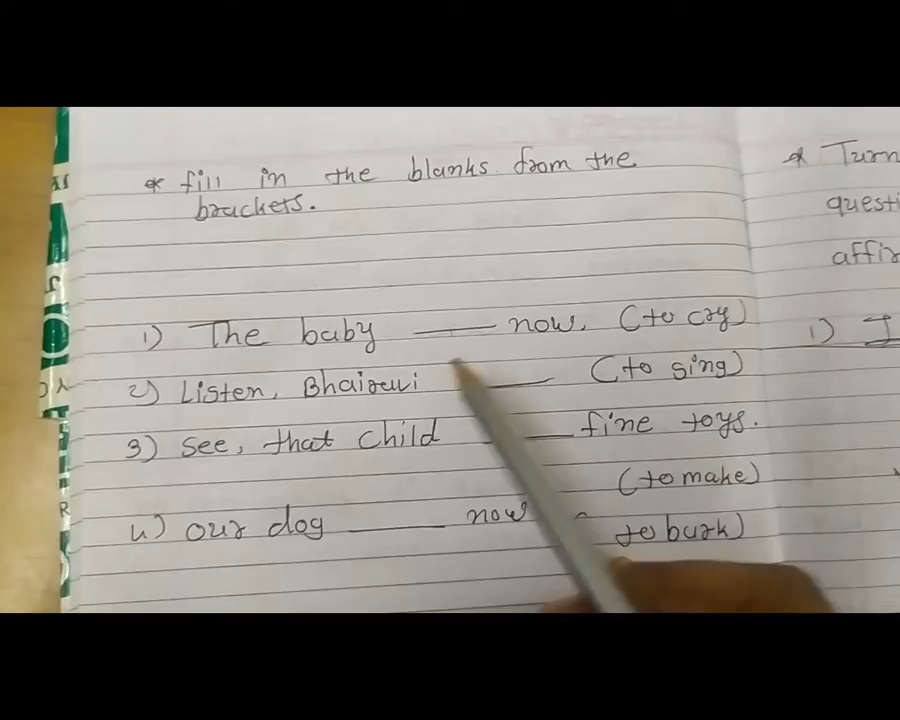 * fill in the blanks from the
brackets.
1) The baby ____ now. (to cry)
2) Listen, Bhairavi ____ (to sing)
3) See, that child ____ fine toys.
(to make)
4) our dog ____ now
to bark)
* Turn
questi
affir
1) I